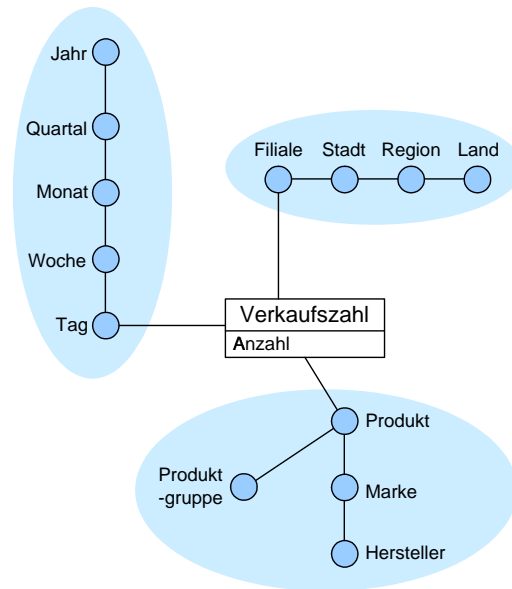 Jahr
Quartal
Monat
Woche
Tag
Filiale
Stadt
Region
Land
Verkaufszahl
Anzahl
Produkt
Produkt
-gruppe
Marke
Hersteller